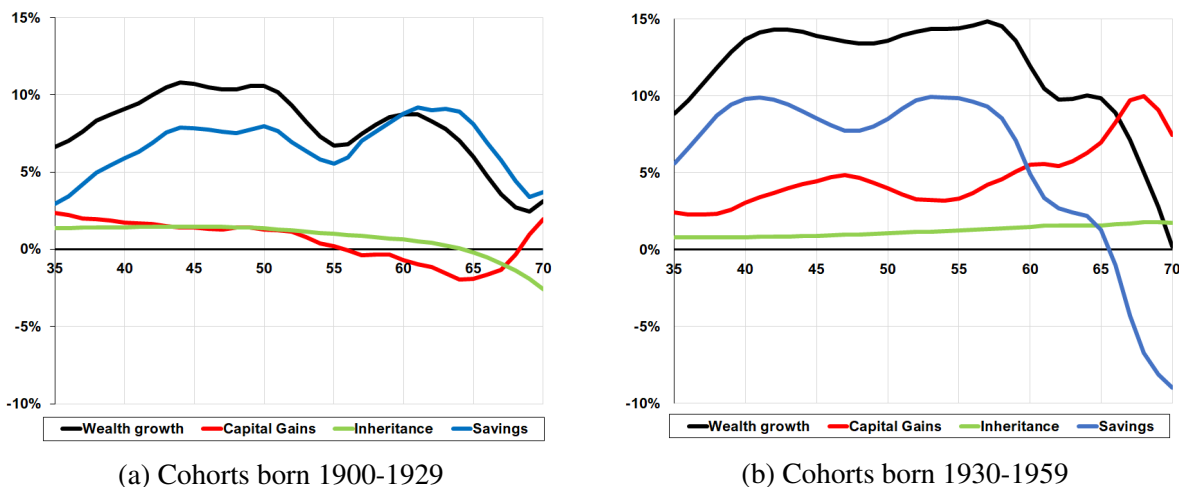 15%
10%
5%
0%
-5%
-10%
35 40 45 50 55 60 65 70
Wealth growth Capital Gains Inheritance Savings
(a) Cohorts born 1900-1929
15%
10%
5%
0%
-5%
-10%
35 40 45 50 55 60 65 70
Wealth growth Capital Gains Inheritance Savings
(b) Cohorts born 1930-1959